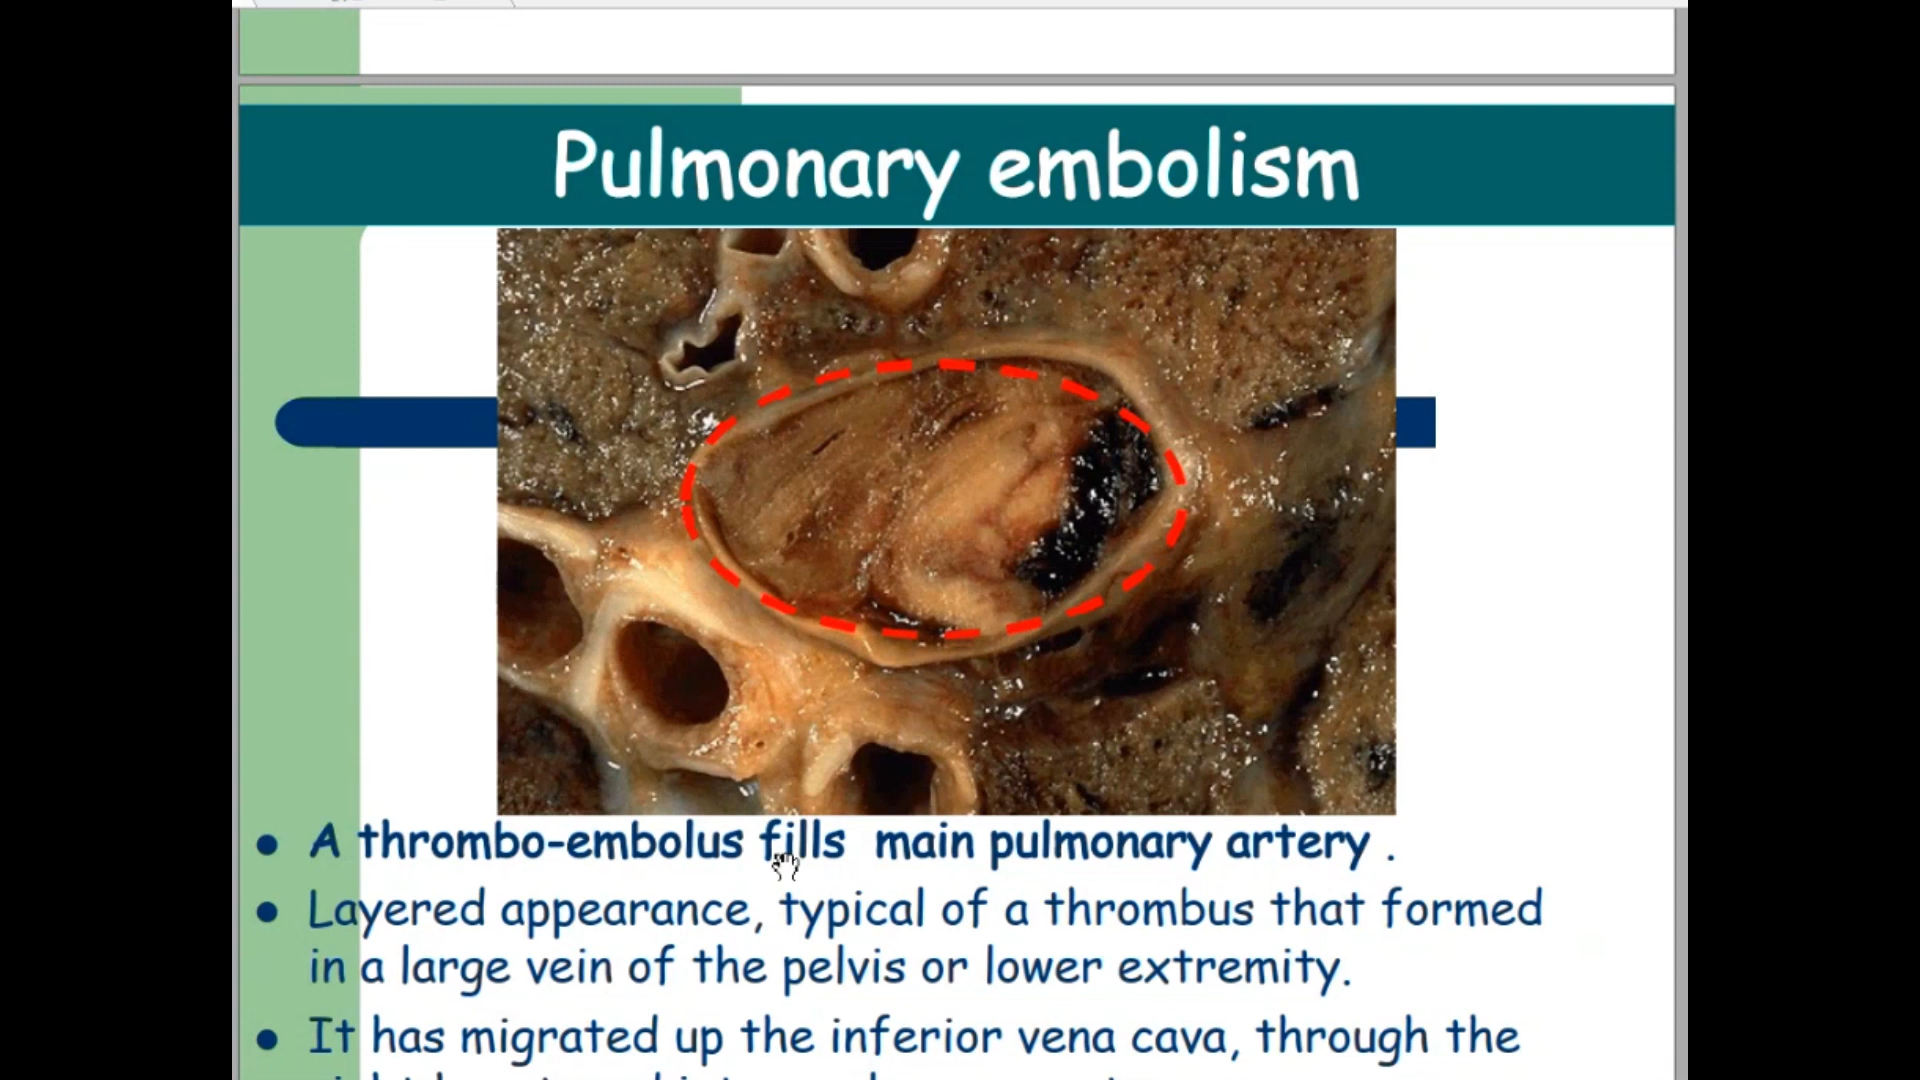 Pulmonary embolism
● A thrombo-embolus fills main pulmonary artery .
● Layered appearance, typical of a thrombus that formed
in a large vein of the pelvis or lower extremity.
● It has migrated up the inferior vena cava, through the